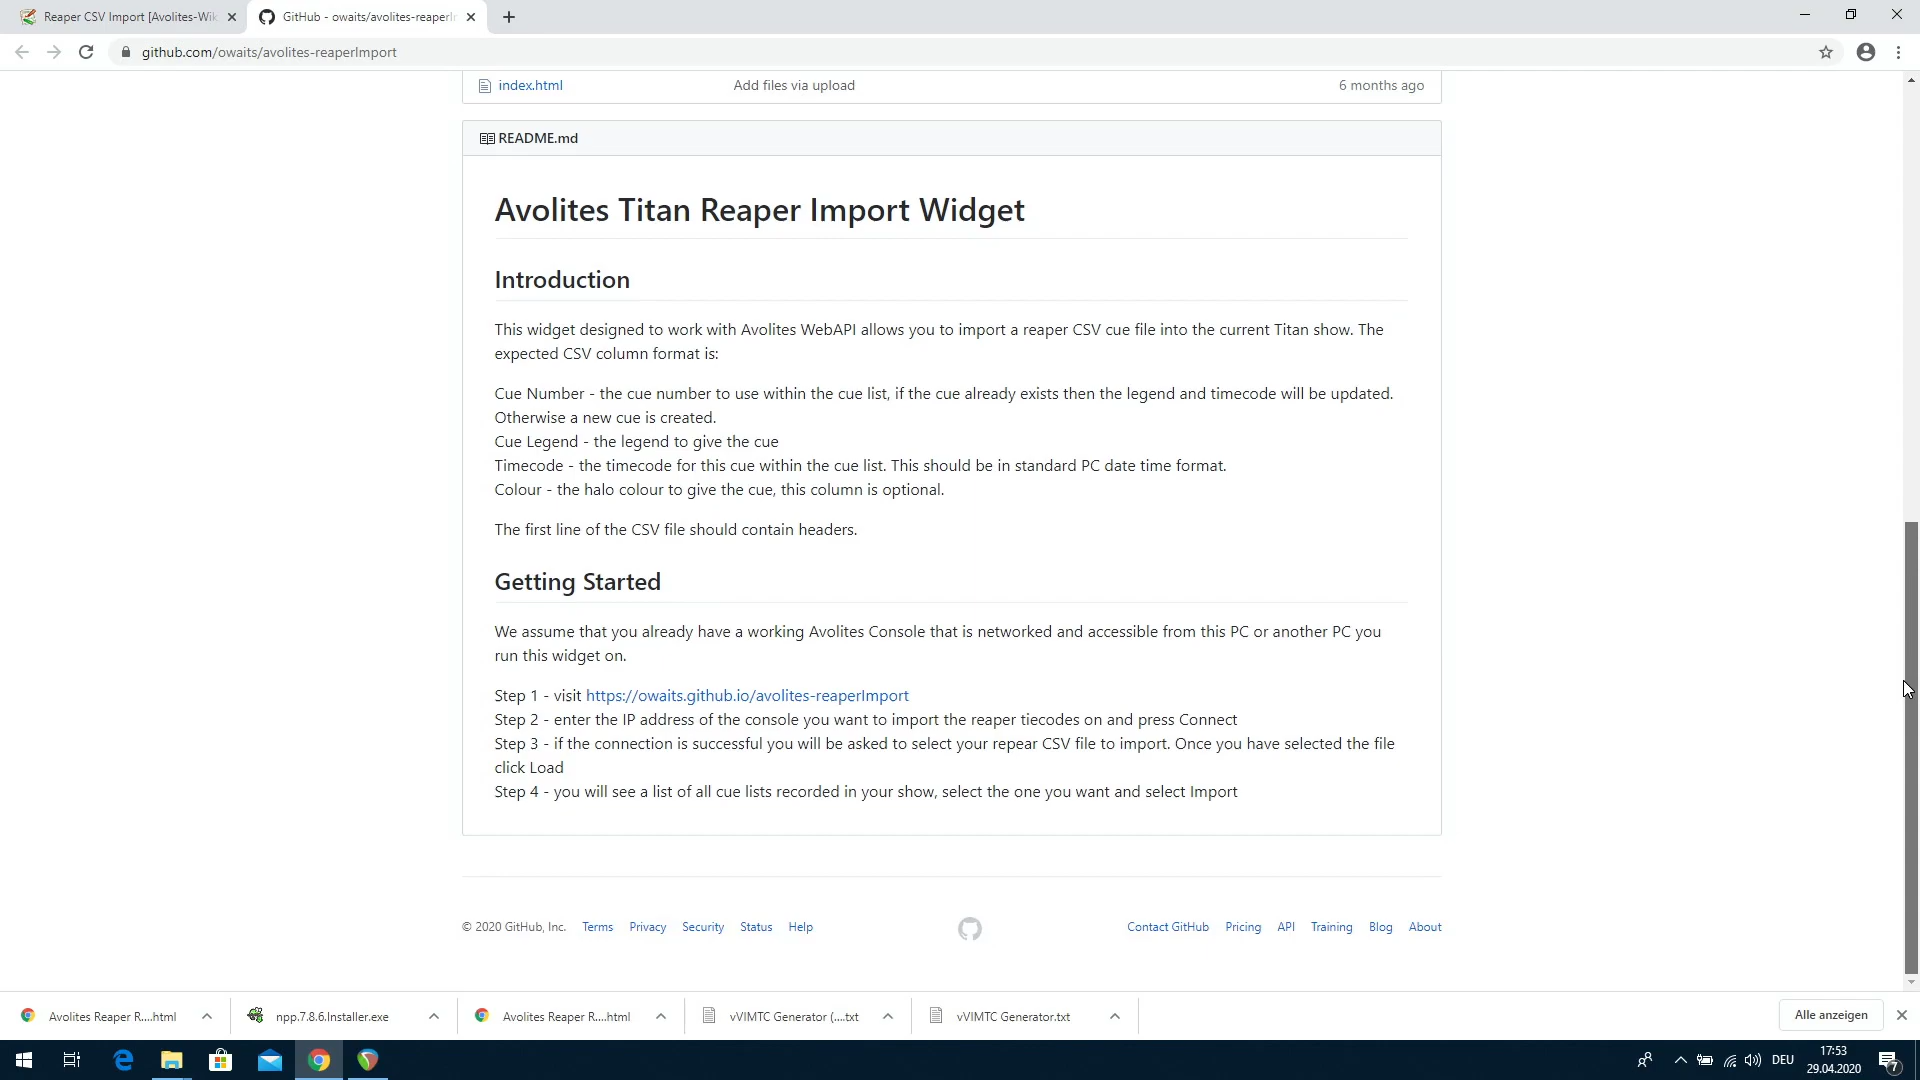 Reaper CSV Import [Avolites-Wik
GitHub - owaits/avolites-reaperIm
github.com/owaits/avolites-reaperImport
index.html Add files via upload 6 months ago
README.md
Avolites Titan Reaper Import Widget
Introduction
This widget designed to work with Avolites WebAPI allows you to import a reaper CSV cue file into the current Titan show. The
expected CSV column format is:
Cue Number - the cue number to use within the cue list, if the cue already exists then the legend and timecode will be updated.
Otherwise a new cue is created.
Cue Legend - the legend to give the cue
Timecode - the timecode for this cue within the cue list. This should be in standard PC date time format.
Colour - the halo colour to give the cue, this column is optional.
The first line of the CSV file should contain headers.
Getting Started
We assume that you already have a working Avolites Console that is networked and accessible from this PC or another PC you
run this widget on.
Step 1 - visit https://owaits.github.io/avolites-reaperImport
Step 2 - enter the IP address of the console you want to import the reaper tiecodes on and press Connect
Step 3 - if the connection is successful you will be asked to select your repear CSV file to import. Once you have selected the file
click Load
Step 4 - you will see a list of all cue lists recorded in your show, select the one you want and select Import
© 2020 GitHub, Inc. Terms Privacy Security Status Help Contact GitHub Pricing API Training Blog About
Avolites Reaper R....html npp.7.8.6.Installer.exe Avolites Reaper R....html vVIMTC Generator (....txt vVIMTC Generator.txt Alle anzeigen
DEU 17:53
29.04.2020 7